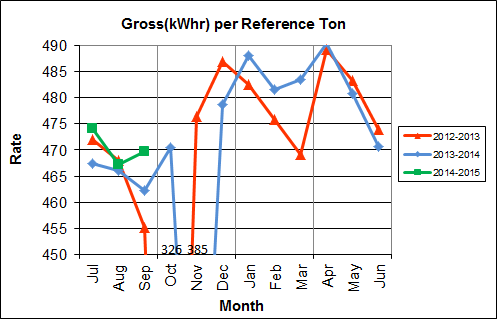 Gross(kWhr) per Reference Ton
490
485
480
475
470
465
460
455
450
326 385
Rate
Jul
Aug
Sep
Oct
Nov
Dec
Jan
Feb
Mar
Apr
May
Jun
Month
2012-2013
2013-2014
2014-2015